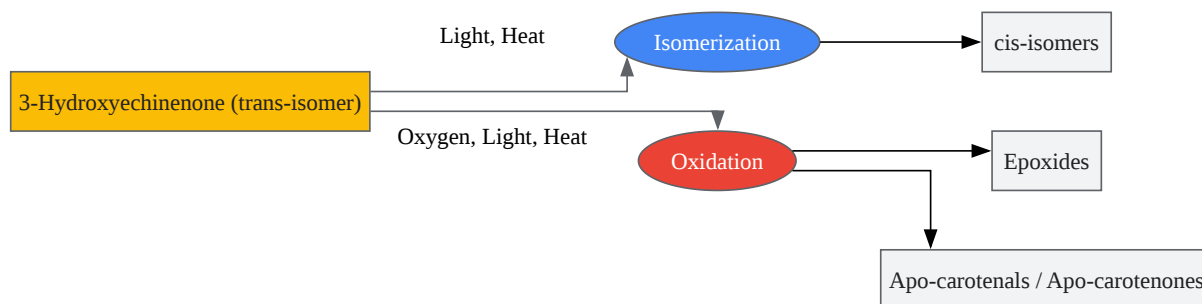 Light, Heat
Isomerization
cis-isomers
3-Hydroxyechinenone (trans-isomer)
Oxygen, Light, Heat
Oxidation
Epoxides
Apo-carotenals / Apo-carotenones